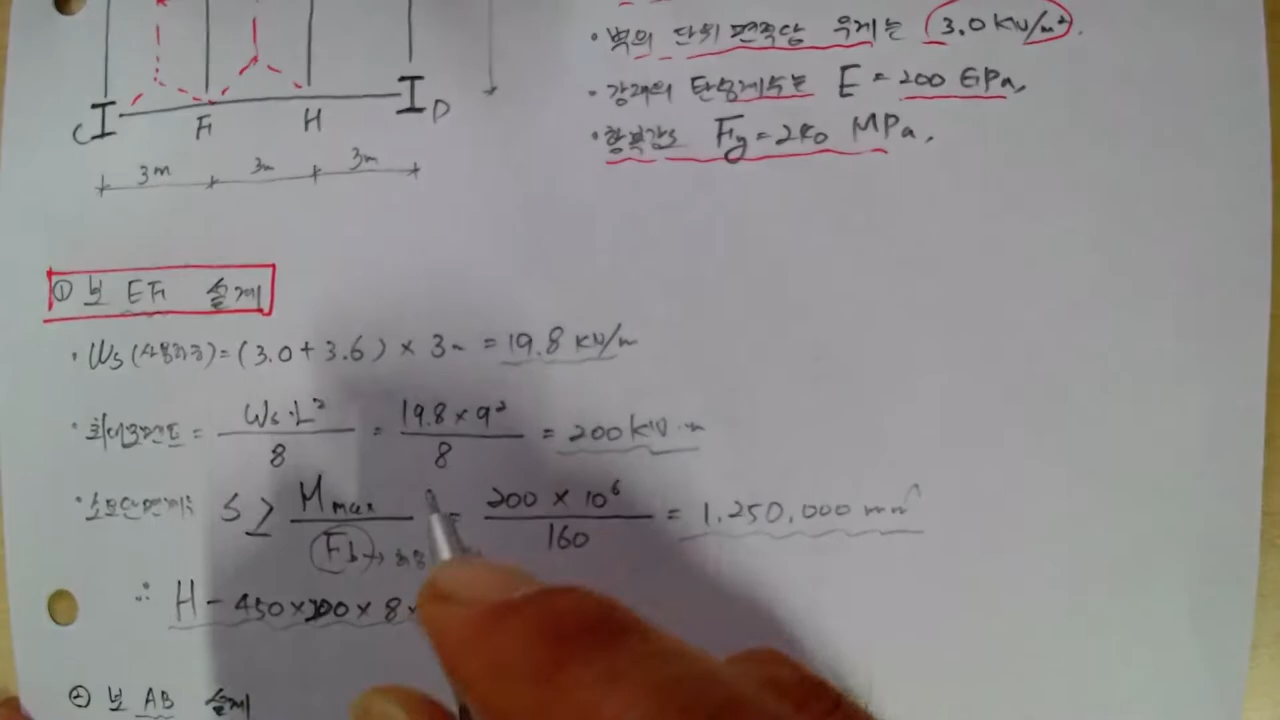 · 벽의 단위 면적당 무게는 3.0 KN/m².
· 강재의 탄성계수는 E = 200 GPa,
· 항복강도 Fy = 240 MPa,
C D
F H
3m 3m 3m
① 보 EF 설계
· Ws (사용하중) = (3.0 + 3.6) × 3m = 19.8 KN/m
· 최대모멘트 = Ws·L² / 8 = 19.8 × 9² / 8 = 200 KN·m
· 소요단면계수: S ≥ Mmax / Fb → = 200 × 10⁶ / 160 = 1.250.000 mm
∴ H - 450×200×8×
② 보 AB 설계